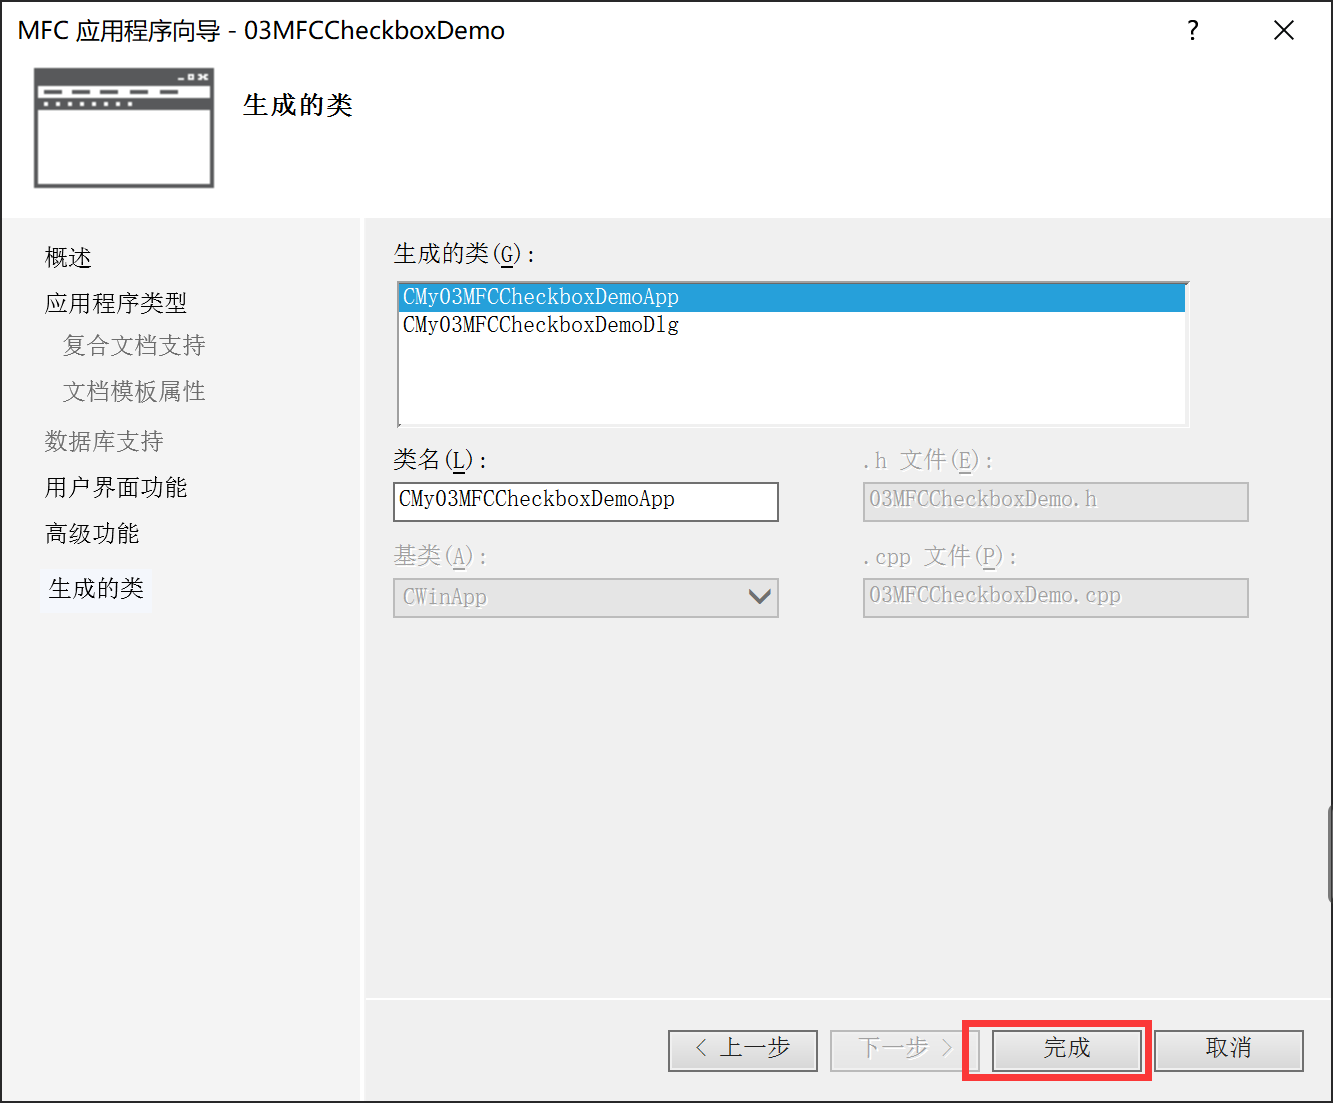 MFC 应用程序向导 - 03MFCCheckboxDemo
?
生成的类
概述
应用程序类型
复合文档支持
文档模板属性
数据库支持
用户界面功能
高级功能
生成的类
生成的类(G):
CMy03MFCCheckboxDemoApp
CMy03MFCCheckboxDemoDlg
类名(L):
CMy03MFCCheckboxDemoApp
.h 文件(E):
03MFCCheckboxDemo.h
基类(A):
CWinApp
.cpp 文件(P):
03MFCCheckboxDemo.cpp
< 上一步
下一步 >
完成
取消